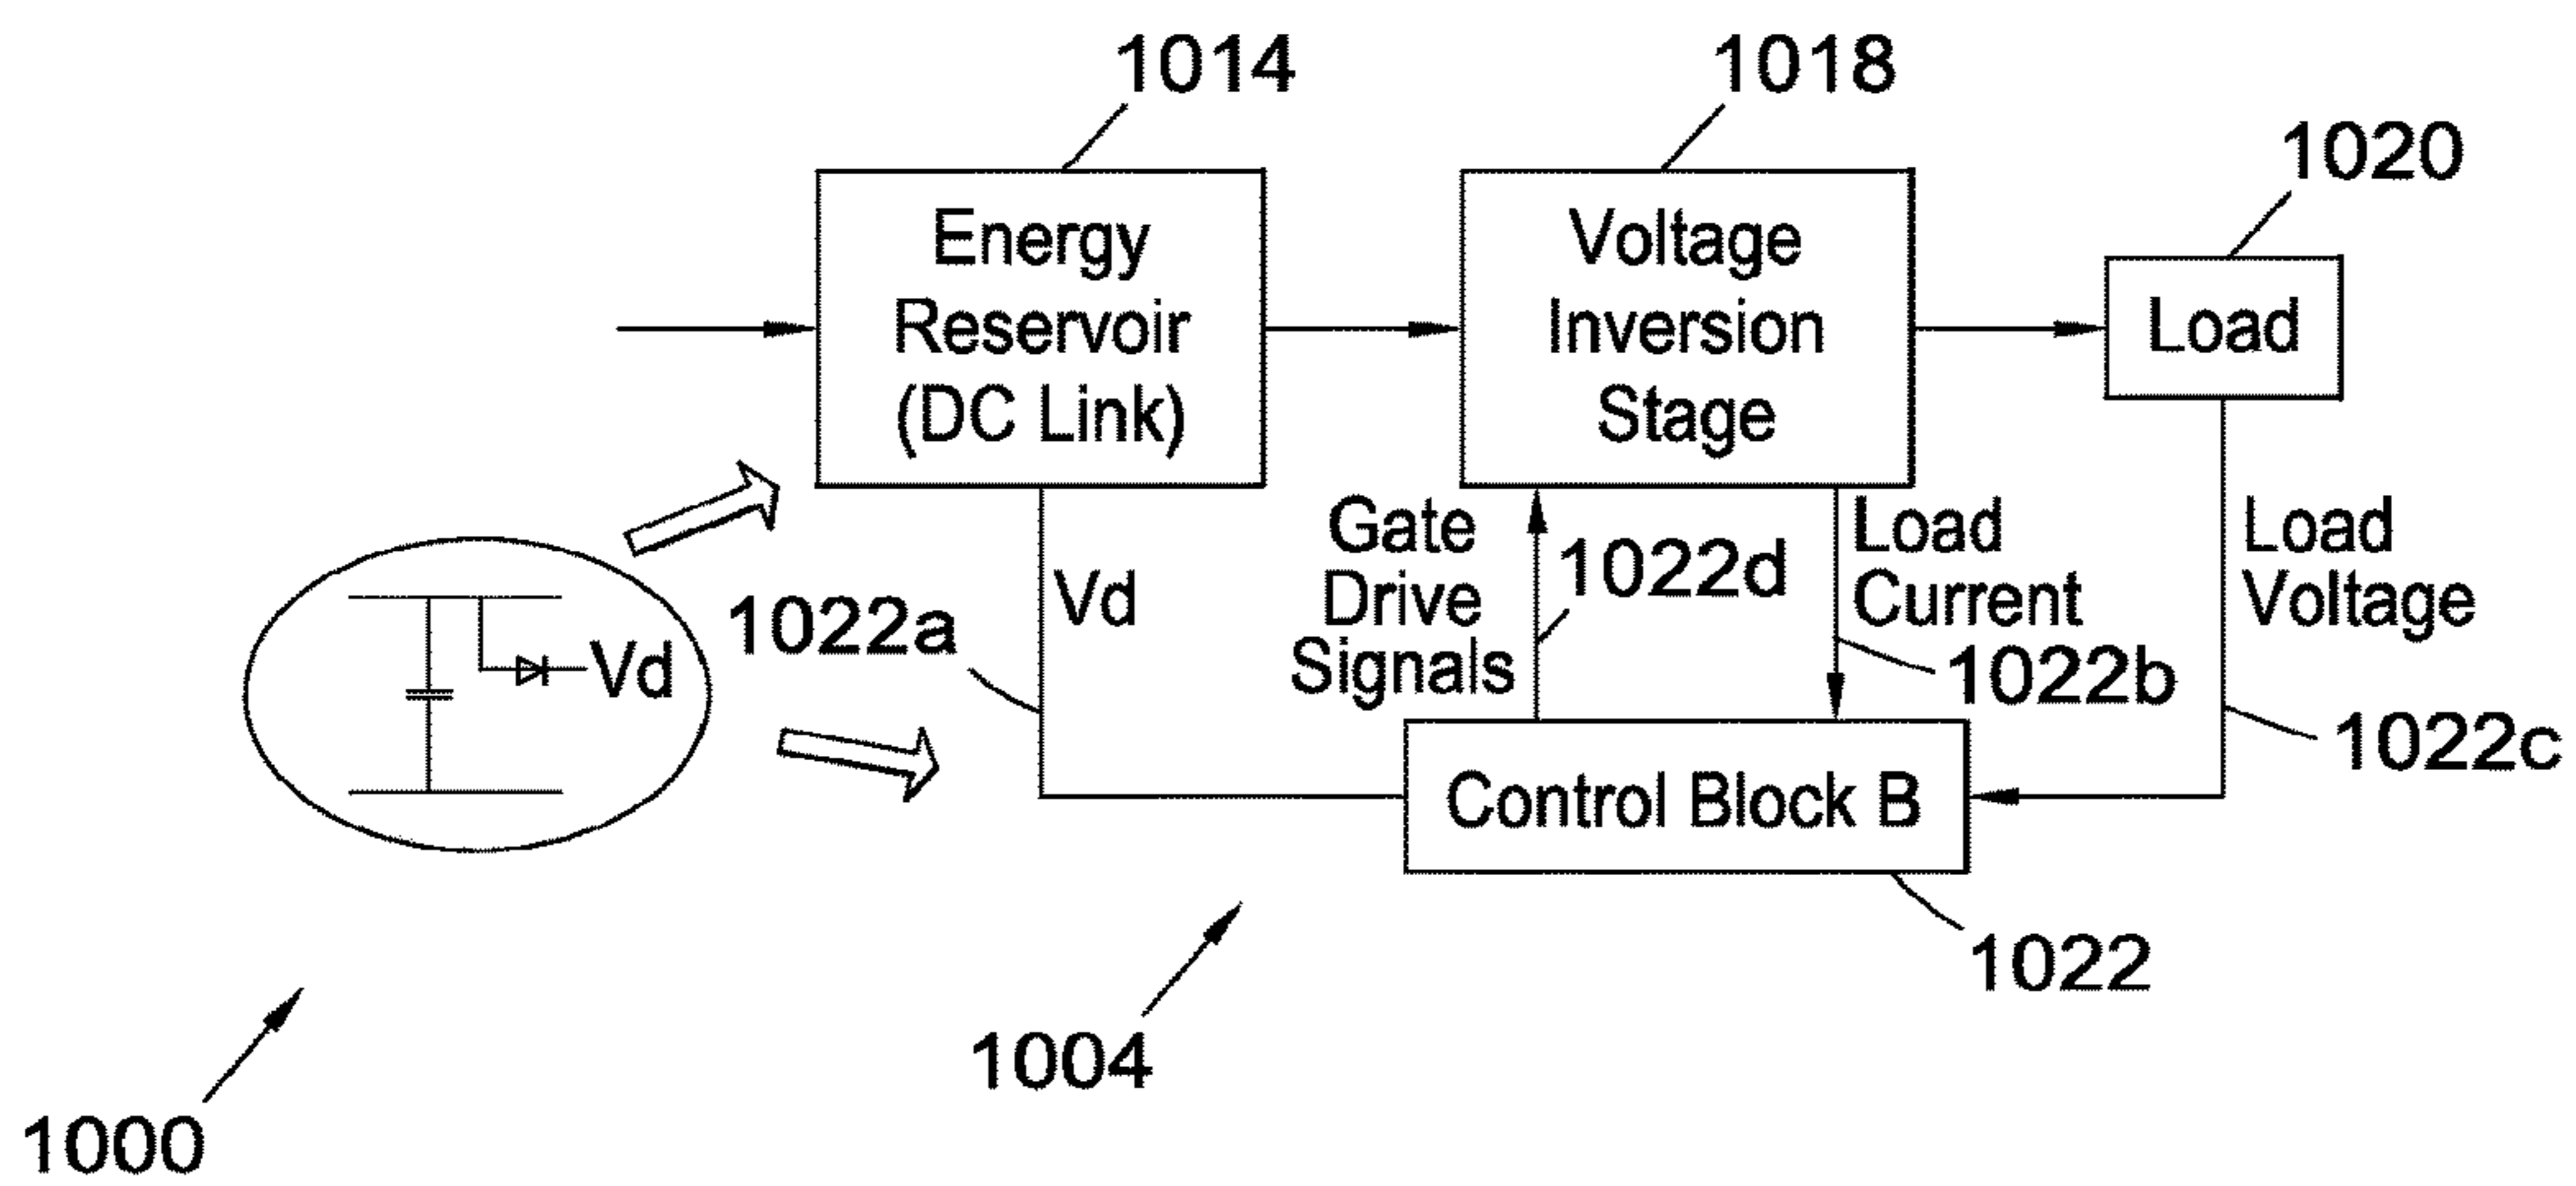 1014
1018
1020
Energy
Reservoir
(DC Link)
Voltage
Inversion
Stage
Load
Gate
Drive
Signals
1022d
Load
Current
1022b
Load
Voltage
1022c
1022a
Vd
Vd
Control Block B
1022
1004
1000